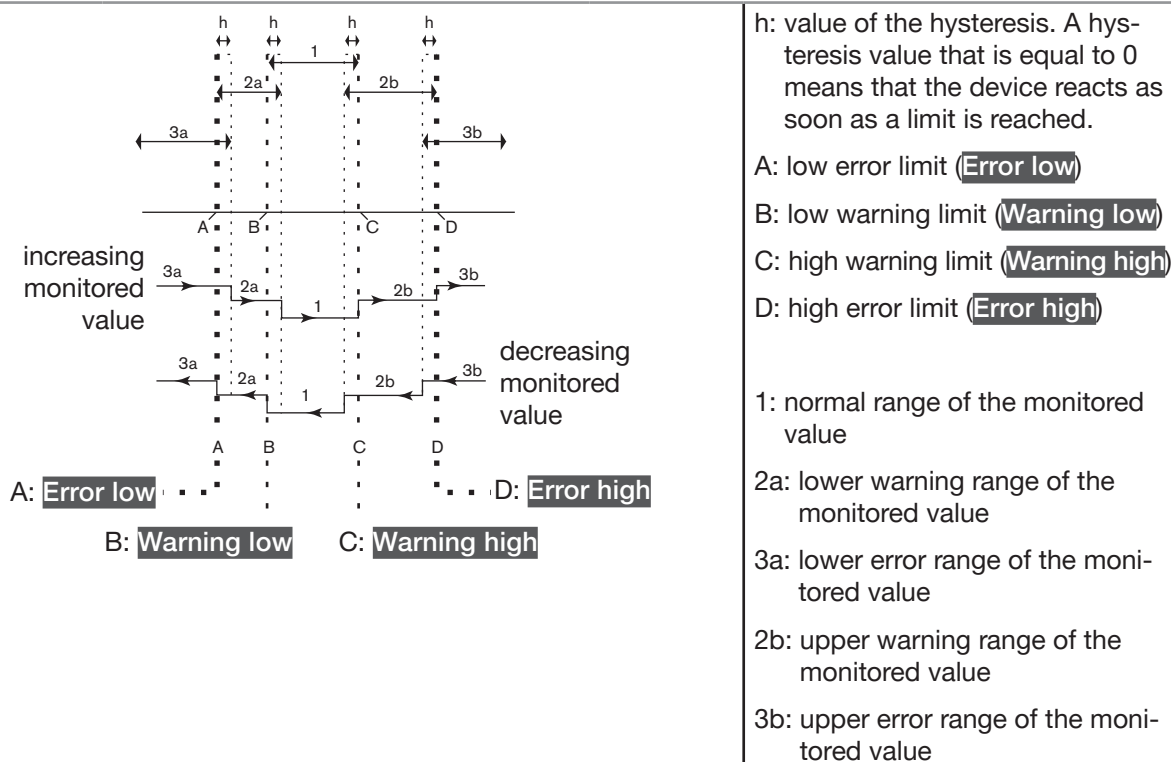 h h h h
1
2a 2b
3a 3b
A B C D
increasing
monitored
value
3a 2a 1 2b 3b
decreasing
monitored
value
3a 2a 1 2b 3b
A B C D
A: Error low
D: Error high
B: Warning low
C: Warning high
h: value of the hysteresis. A hys-
teresis value that is equal to 0
means that the device reacts as
soon as a limit is reached.
A: low error limit (Error low)
B: low warning limit (Warning low)
C: high warning limit (Warning high)
D: high error limit (Error high)
1: normal range of the monitored
value
2a: lower warning range of the
monitored value
3a: lower error range of the moni-
tored value
2b: upper warning range of the
monitored value
3b: upper error range of the moni-
tored value